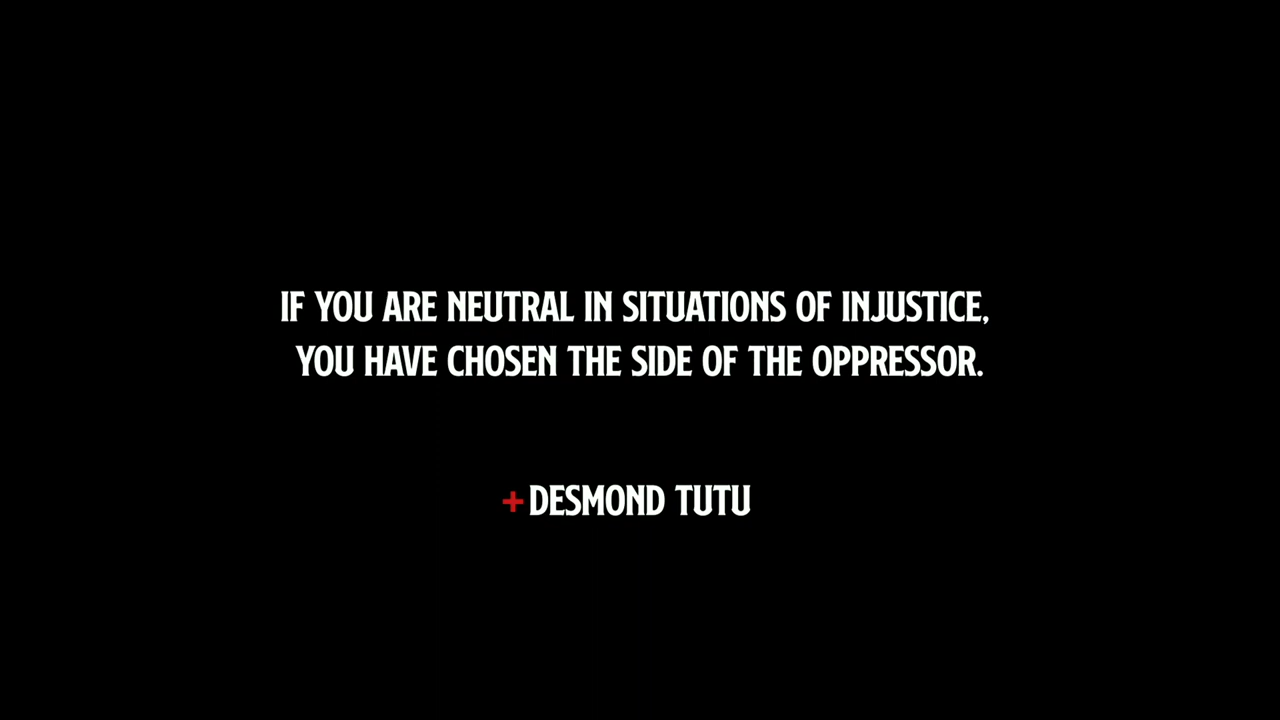 IF YOU ARE NEUTRAL IN SITUATIONS OF INJUSTICE,
YOU HAVE CHOSEN THE SIDE OF THE OPPRESSOR.
+DESMOND TUTU